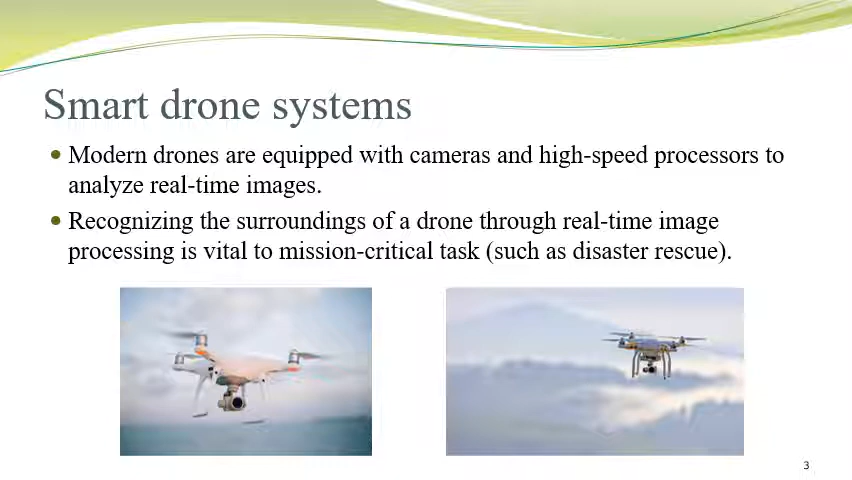 Smart drone systems
• Modern drones are equipped with cameras and high-speed processors to
analyze real-time images.
• Recognizing the surroundings of a drone through real-time image
processing is vital to mission-critical task (such as disaster rescue).
3